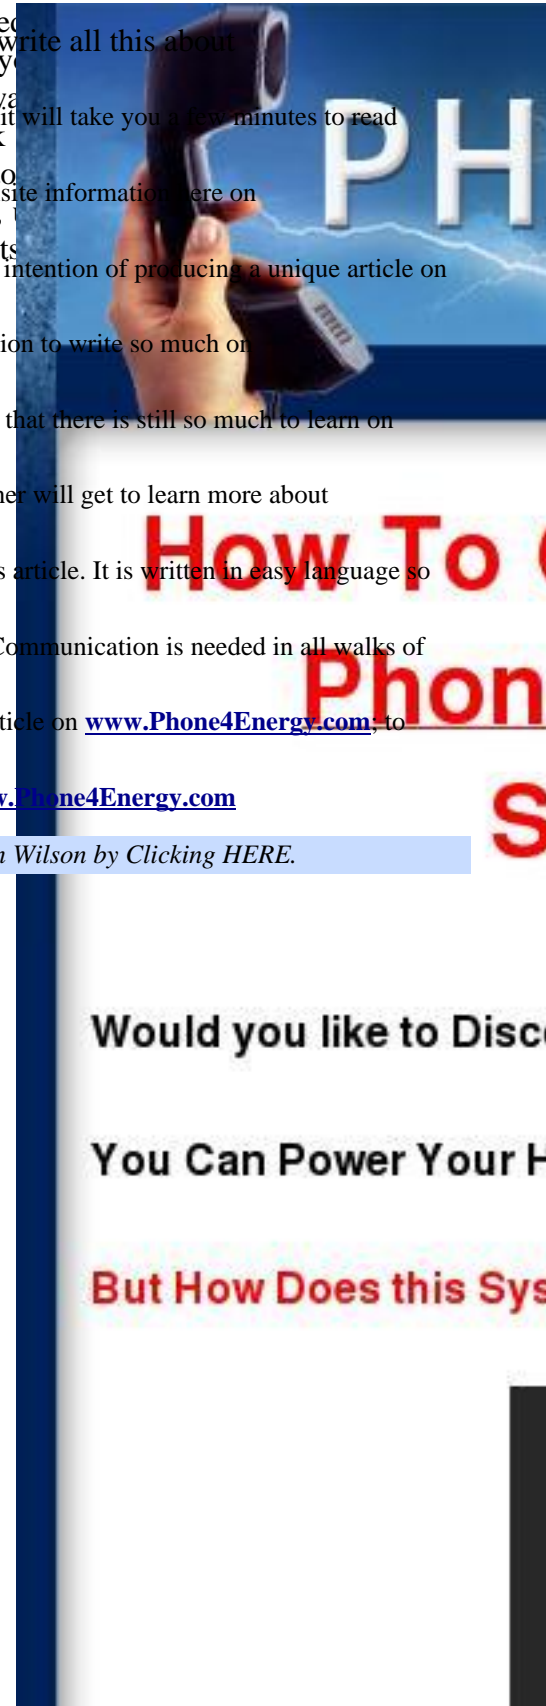 write all this about
it will take you a few minutes to read
PH
site information here on
intention of producing a unique article on
ion to write so much on
that there is still so much to learn on
ner will get to learn more about
How To
s article. It is written in easy language so
Communication is needed in all walks of
Phon
ticle on www.Phone4Energy.com; to
w.Phone4Energy.com
S
n Wilson by Clicking HERE.
Would you like to Disc
You Can Power Your H
But How Does this Sys